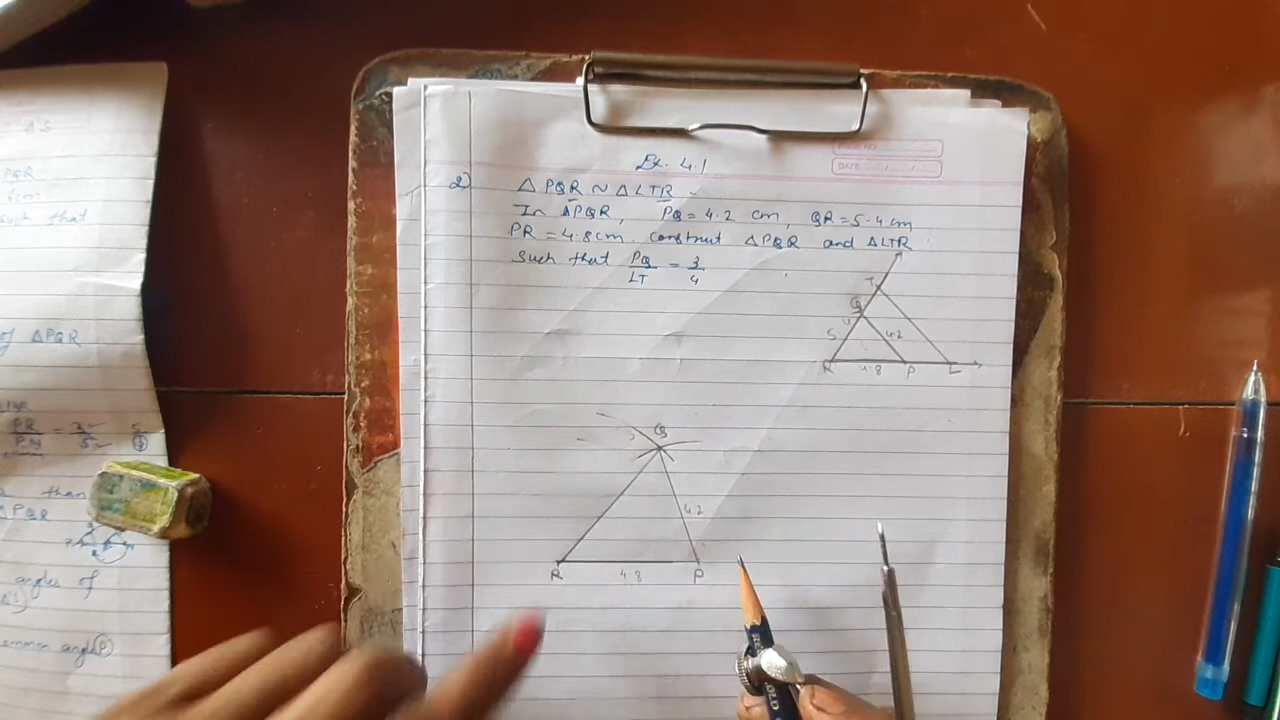 Ex. 4.1
2) △PQR ~ △LTR
In △PQR, PQ = 4.2 cm, QR = 5.4 cm
PR = 4.8 cm. construct △PQR and △LTR
Such that PQ/LT = 3/4
PAGE NO.
DATE / /
T
Q
5.4
4.2
R 4.8 P L
Q
4.2
R 4.8 P
PQR
6cm
such that
of △PQR
PR/PN
than
△PQR
angles of
common angle P